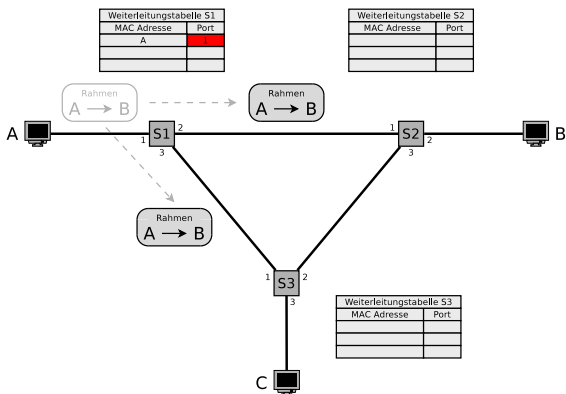 Weiterleitungstabelle S1
MAC Adresse Port
A 1
Weiterleitungstabelle S2
MAC Adresse Port
Rahmen
A → B
Rahmen
A → B
A
S1
1
2
3
S2
1
2
3
B
Rahmen
A → B
S3
1
2
3
Weiterleitungstabelle S3
MAC Adresse Port
C